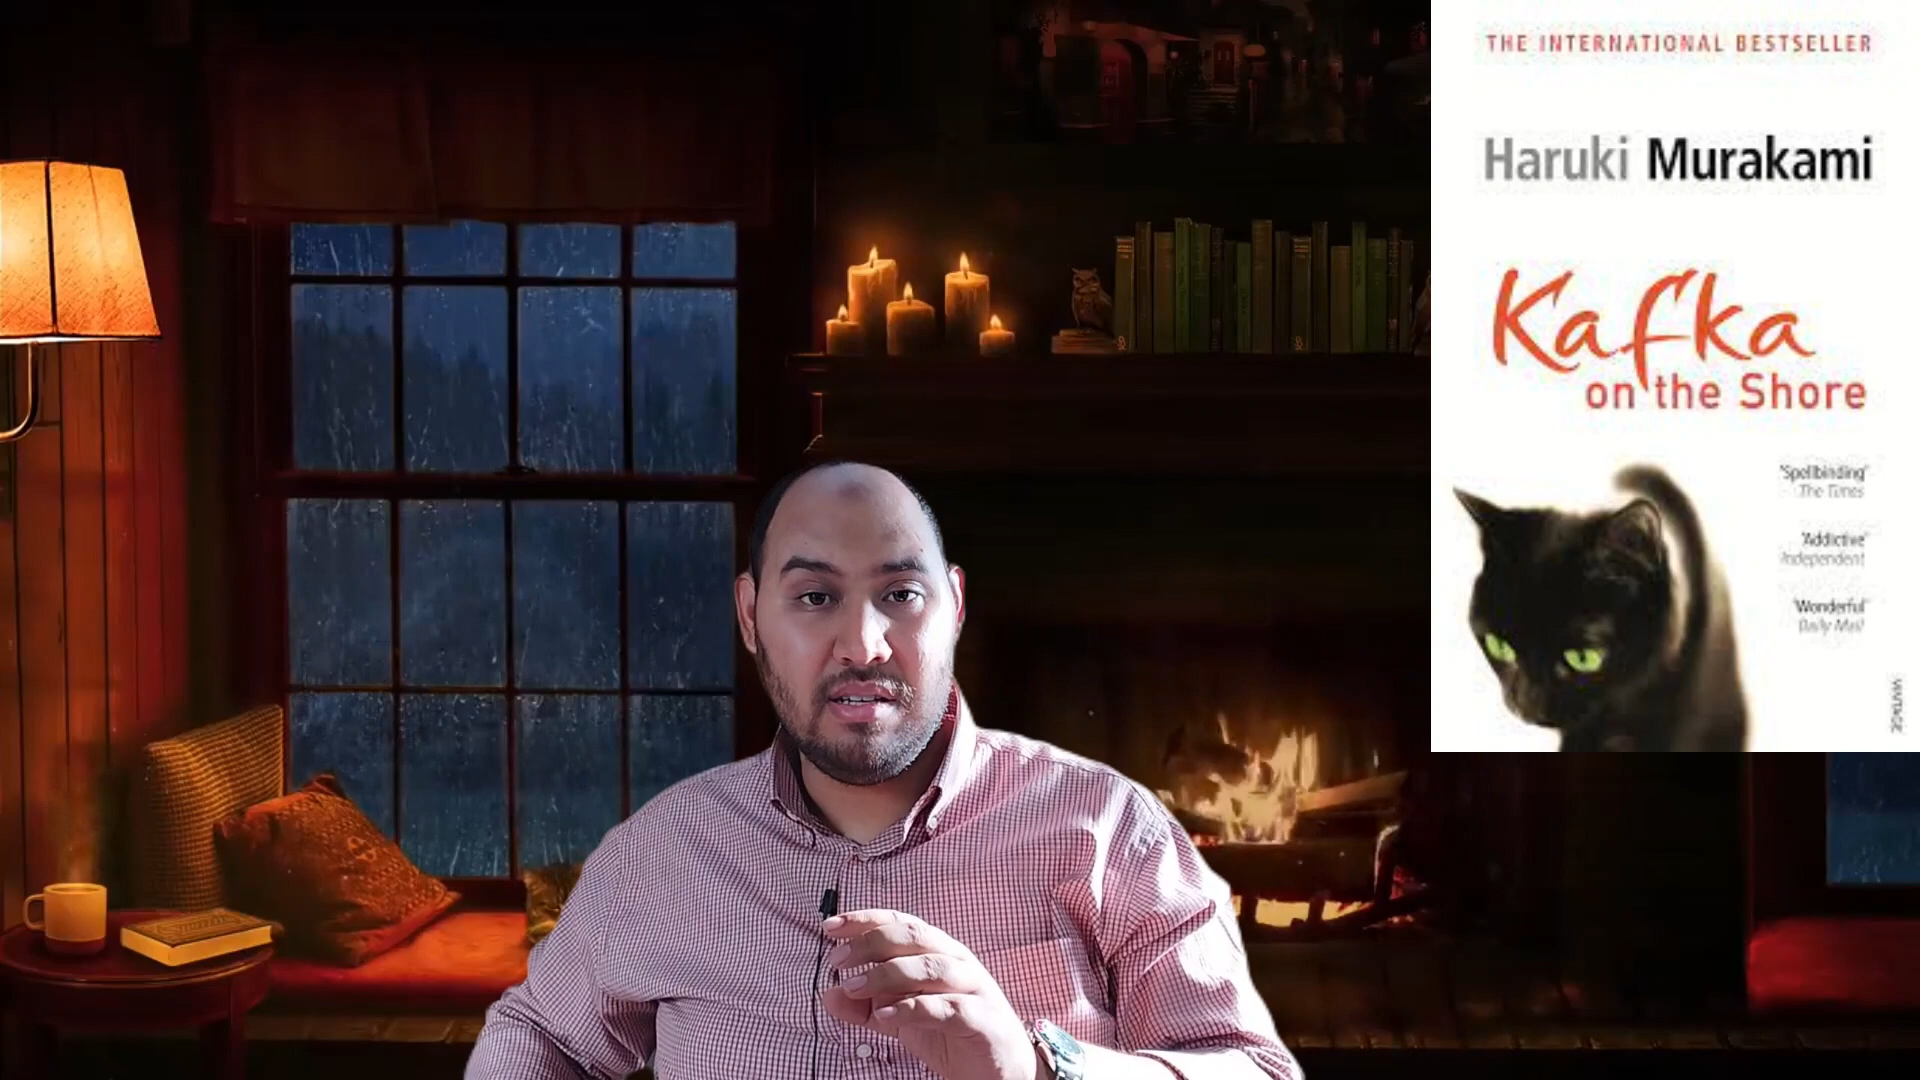 THE INTERNATIONAL BESTSELLER
Haruki Murakami
Kafka
on the Shore
'Spellbinding'
The Times
'Addictive'
Independent
'Wonderful'
Daily Mail
VINTAGE